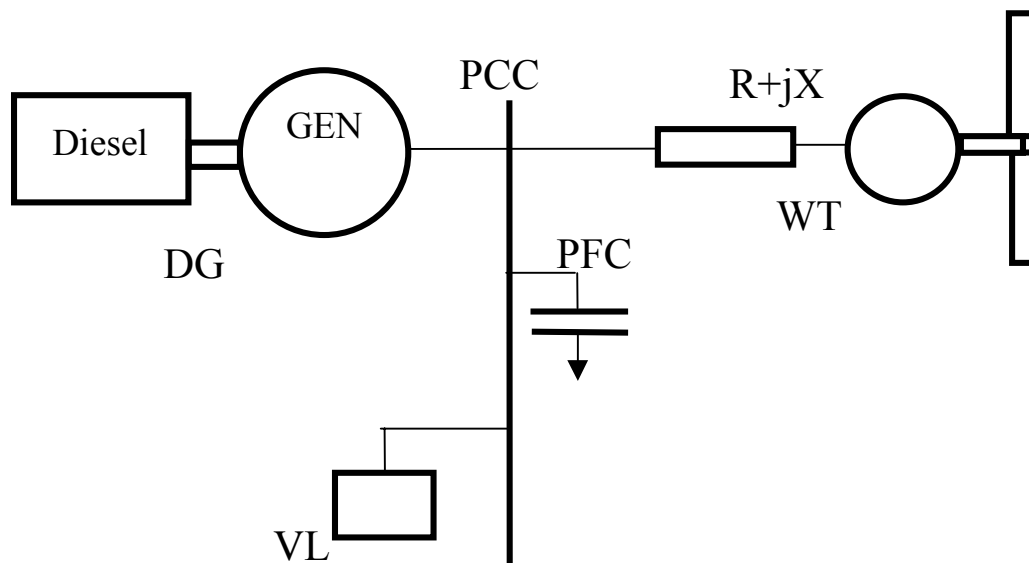 PCC
R+jX
GEN
Diesel
WT
DG
PFC
VL